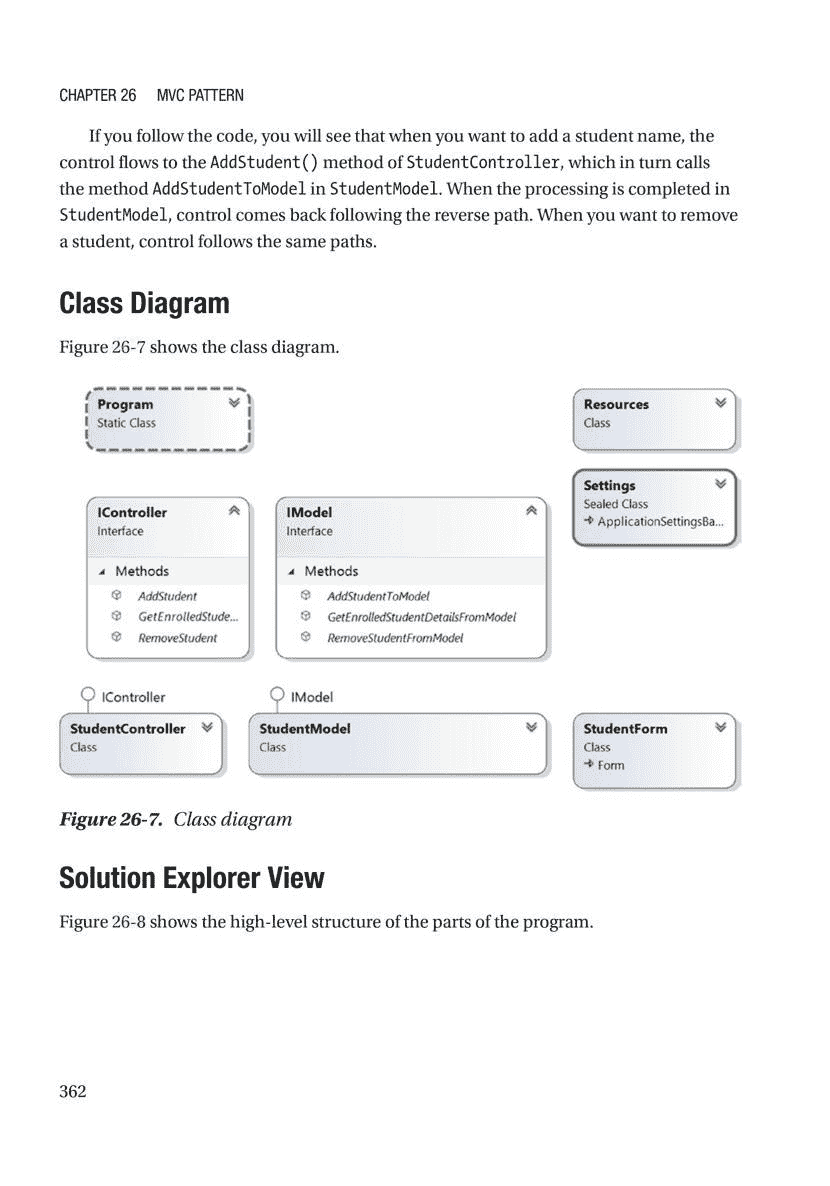 CHAPTER 26 MVC PATTERN
If you follow the code, you will see that when you want to add a student name, the
control flows to the AddStudent() method of StudentController, which in turn calls
the method AddStudentToModel in StudentModel. When the processing is completed in
StudentModel, control comes back following the reverse path. When you want to remove
a student, control follows the same paths.
Class Diagram
Figure 26-7 shows the class diagram.
Program
Static Class
Resources
Class
Settings
Sealed Class
ApplicationSettingsBa...
IController
Interface
Methods
AddStudent
GetEnrolledStude...
RemoveStudent
IModel
Interface
Methods
AddStudentToModel
GetEnrolledStudentDetailsFromModel
RemoveStudentFromModel
IController
StudentController
Class
IModel
StudentModel
Class
StudentForm
Class
Form
Figure 26-7. Class diagram
Solution Explorer View
Figure 26-8 shows the high-level structure of the parts of the program.
362